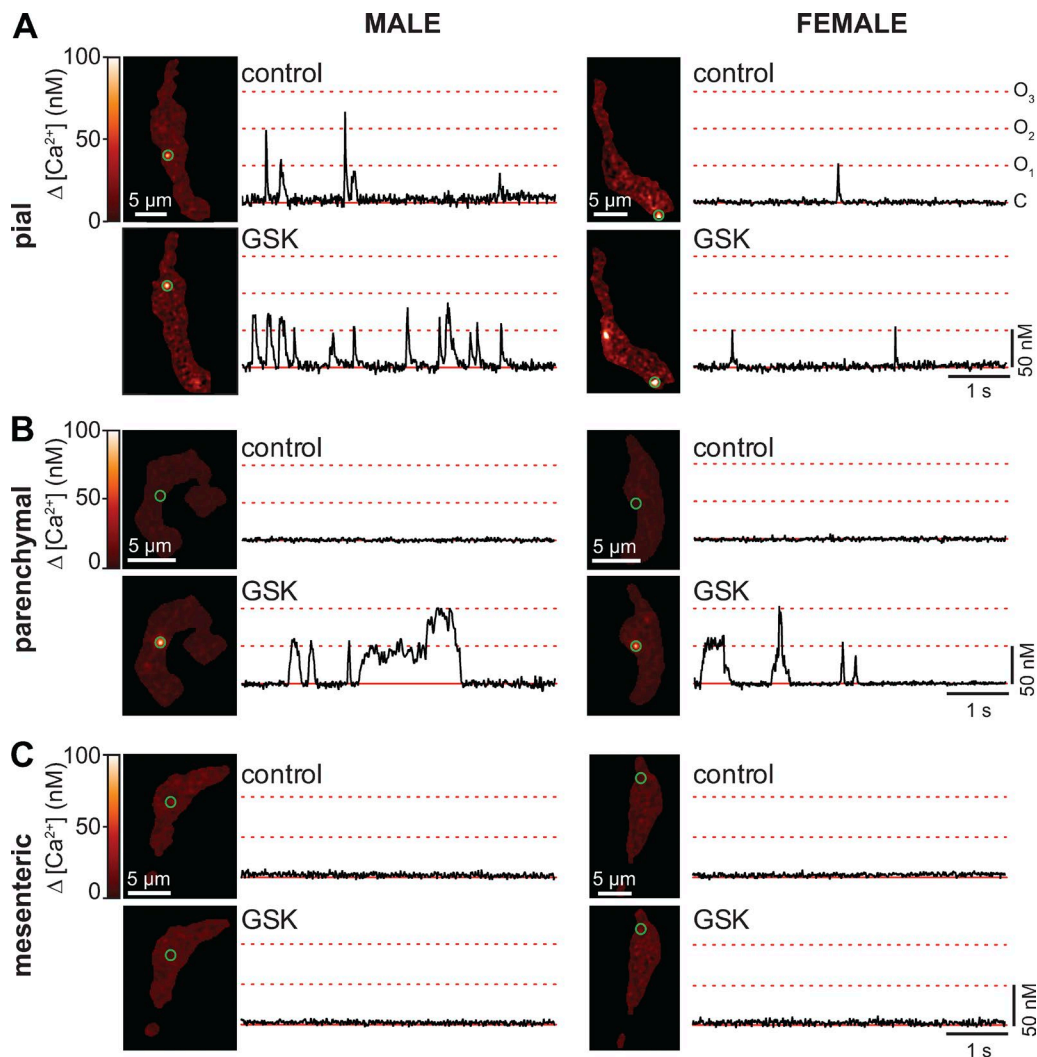 A
MALE
FEMALE
pial
Δ [Ca²⁺] (nM)
100
50
0
5 µm
control
5 µm
control
O₃
O₂
O₁
C
GSK
GSK
50 nM
1 s
B
parenchymal
Δ [Ca²⁺] (nM)
100
50
0
5 µm
control
5 µm
control
GSK
GSK
50 nM
1 s
C
mesenteric
Δ [Ca²⁺] (nM)
100
50
0
5 µm
control
5 µm
control
GSK
GSK
50 nM
1 s